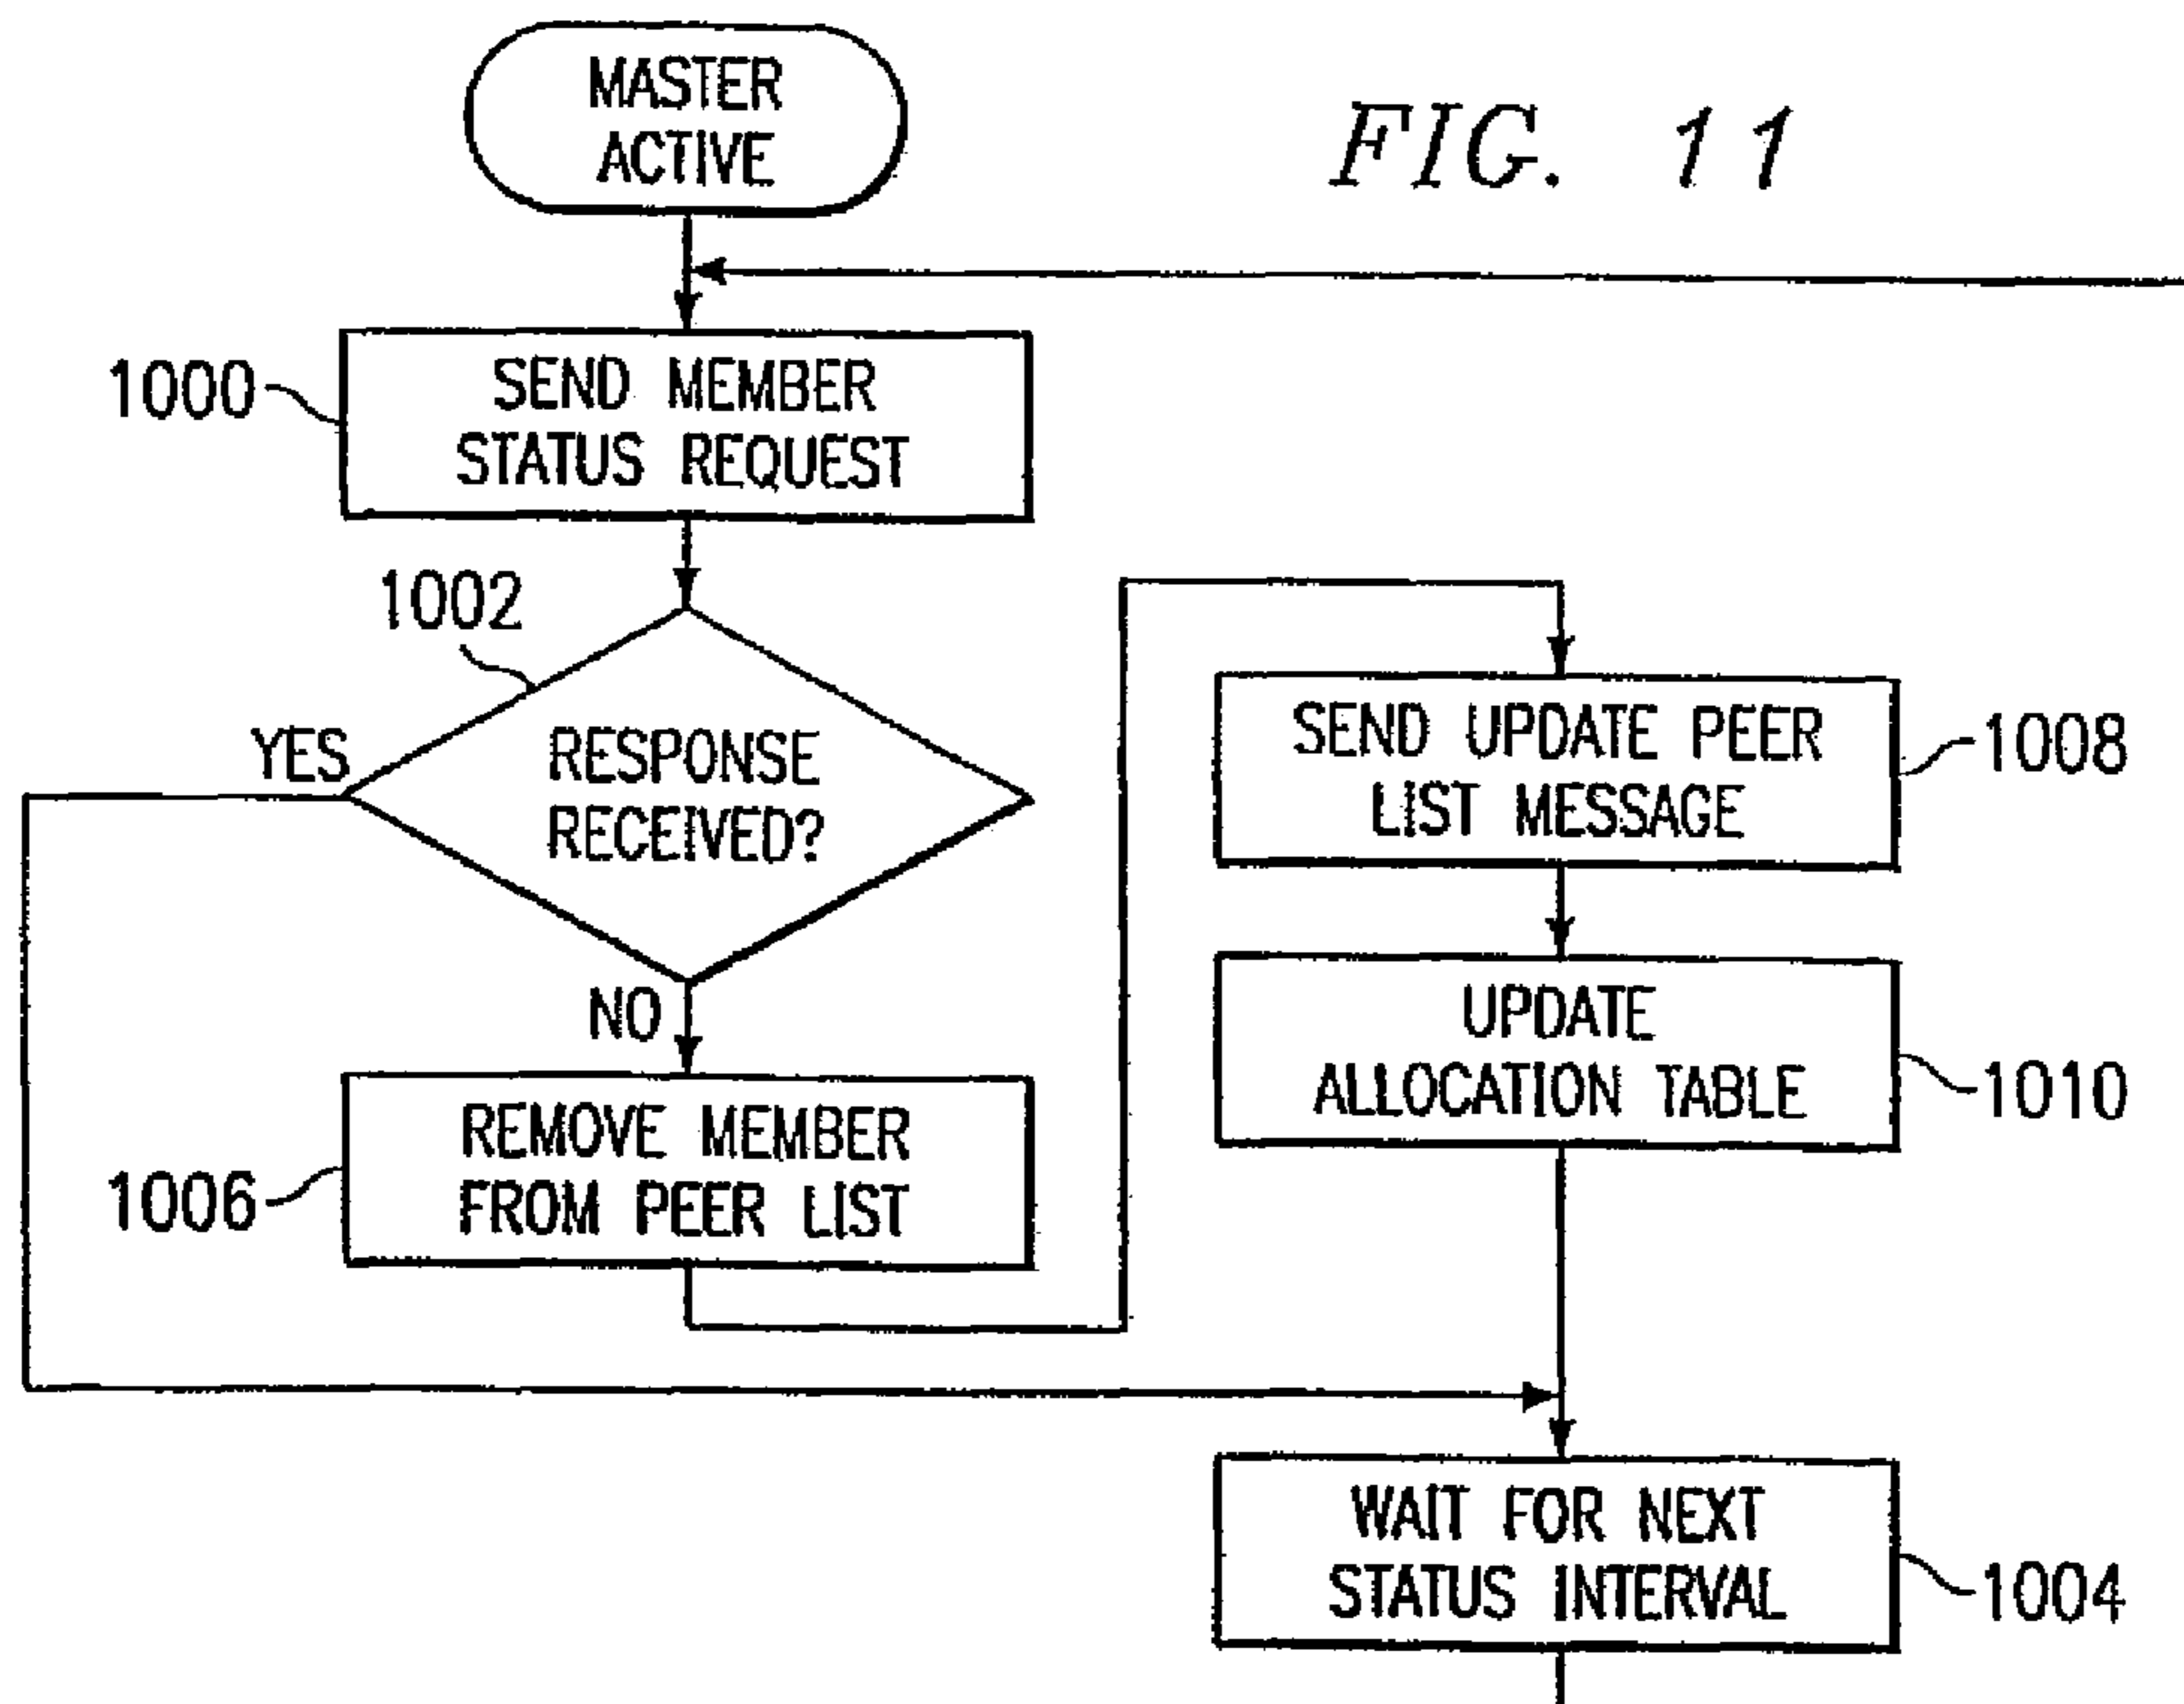 MASTER
ACTIVE
FIG. 11
1000
SEND MEMBER
STATUS REQUEST
1002
YES
RESPONSE
RECEIVED?
NO
1006
REMOVE MEMBER
FROM PEER LIST
SEND UPDATE PEER
LIST MESSAGE
1008
UPDATE
ALLOCATION TABLE
1010
WAIT FOR NEXT
STATUS INTERVAL
1004